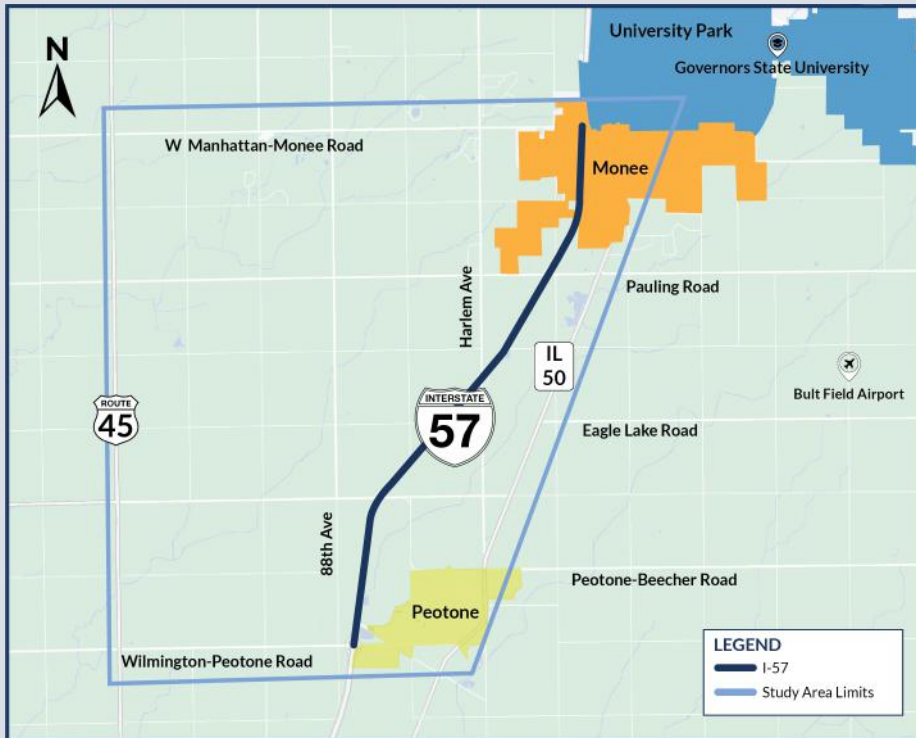 University Park
N
Governors State University
W Manhattan-Monee Road
Monee
Harlem Ave
Pauling Road
IL
50
Bult Field Airport
ROUTE
45
INTERSTATE
57
Eagle Lake Road
88th Ave
Peotone-Beecher Road
Peotone
Wilmington-Peotone Road
LEGEND
I-57
Study Area Limits